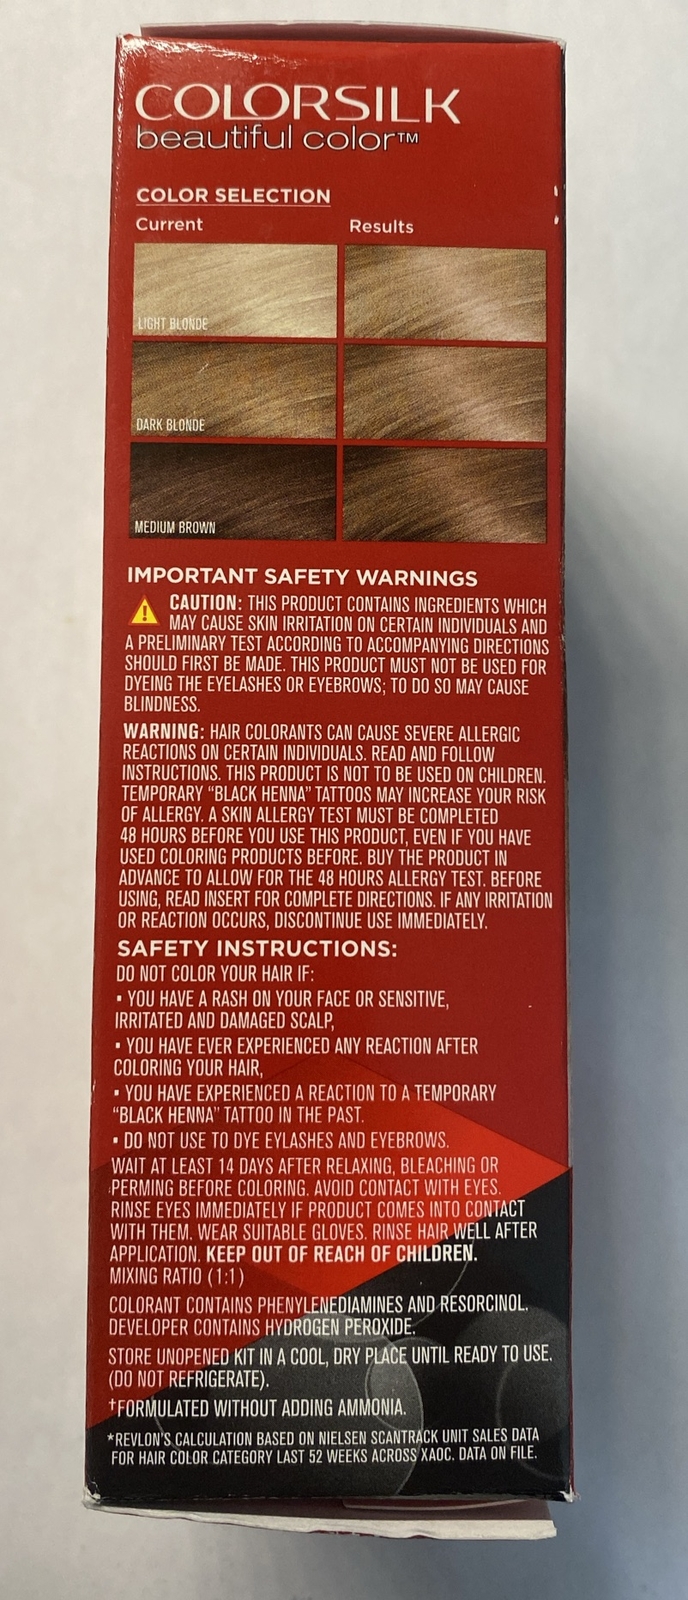 COLORSILK
beautiful color™
COLOR SELECTION
Current Results
LIGHT BLONDE
DARK BLONDE
MEDIUM BROWN
IMPORTANT SAFETY WARNINGS
CAUTION: THIS PRODUCT CONTAINS INGREDIENTS WHICH
MAY CAUSE SKIN IRRITATION ON CERTAIN INDIVIDUALS AND
A PRELIMINARY TEST ACCORDING TO ACCOMPANYING DIRECTIONS
SHOULD FIRST BE MADE. THIS PRODUCT MUST NOT BE USED FOR
DYEING THE EYELASHES OR EYEBROWS; TO DO SO MAY CAUSE
BLINDNESS.
WARNING: HAIR COLORANTS CAN CAUSE SEVERE ALLERGIC
REACTIONS ON CERTAIN INDIVIDUALS. READ AND FOLLOW
INSTRUCTIONS. THIS PRODUCT IS NOT TO BE USED ON CHILDREN.
TEMPORARY “BLACK HENNA” TATTOOS MAY INCREASE YOUR RISK
OF ALLERGY. A SKIN ALLERGY TEST MUST BE COMPLETED
48 HOURS BEFORE YOU USE THIS PRODUCT, EVEN IF YOU HAVE
USED COLORING PRODUCTS BEFORE. BUY THE PRODUCT IN
ADVANCE TO ALLOW FOR THE 48 HOURS ALLERGY TEST. BEFORE
USING, READ INSERT FOR COMPLETE DIRECTIONS. IF ANY IRRITATION
OR REACTION OCCURS, DISCONTINUE USE IMMEDIATELY.
SAFETY INSTRUCTIONS:
DO NOT COLOR YOUR HAIR IF:
▪ YOU HAVE A RASH ON YOUR FACE OR SENSITIVE,
IRRITATED AND DAMAGED SCALP,
▪ YOU HAVE EVER EXPERIENCED ANY REACTION AFTER
COLORING YOUR HAIR,
▪ YOU HAVE EXPERIENCED A REACTION TO A TEMPORARY
“BLACK HENNA” TATTOO IN THE PAST.
▪ DO NOT USE TO DYE EYLASHES AND EYEBROWS.
WAIT AT LEAST 14 DAYS AFTER RELAXING, BLEACHING OR
PERMING BEFORE COLORING. AVOID CONTACT WITH EYES.
RINSE EYES IMMEDIATELY IF PRODUCT COMES INTO CONTACT
WITH THEM. WEAR SUITABLE GLOVES. RINSE HAIR WELL AFTER
APPLICATION. KEEP OUT OF REACH OF CHILDREN.
MIXING RATIO (1:1)
COLORANT CONTAINS PHENYLENEDIAMINES AND RESORCINOL.
DEVELOPER CONTAINS HYDROGEN PEROXIDE.
STORE UNOPENED KIT IN A COOL, DRY PLACE UNTIL READY TO USE.
(DO NOT REFRIGERATE).
†FORMULATED WITHOUT ADDING AMMONIA.
*REVLON'S CALCULATION BASED ON NIELSEN SCANTRACK UNIT SALES DATA
FOR HAIR COLOR CATEGORY LAST 52 WEEKS ACROSS XAOC. DATA ON FILE.